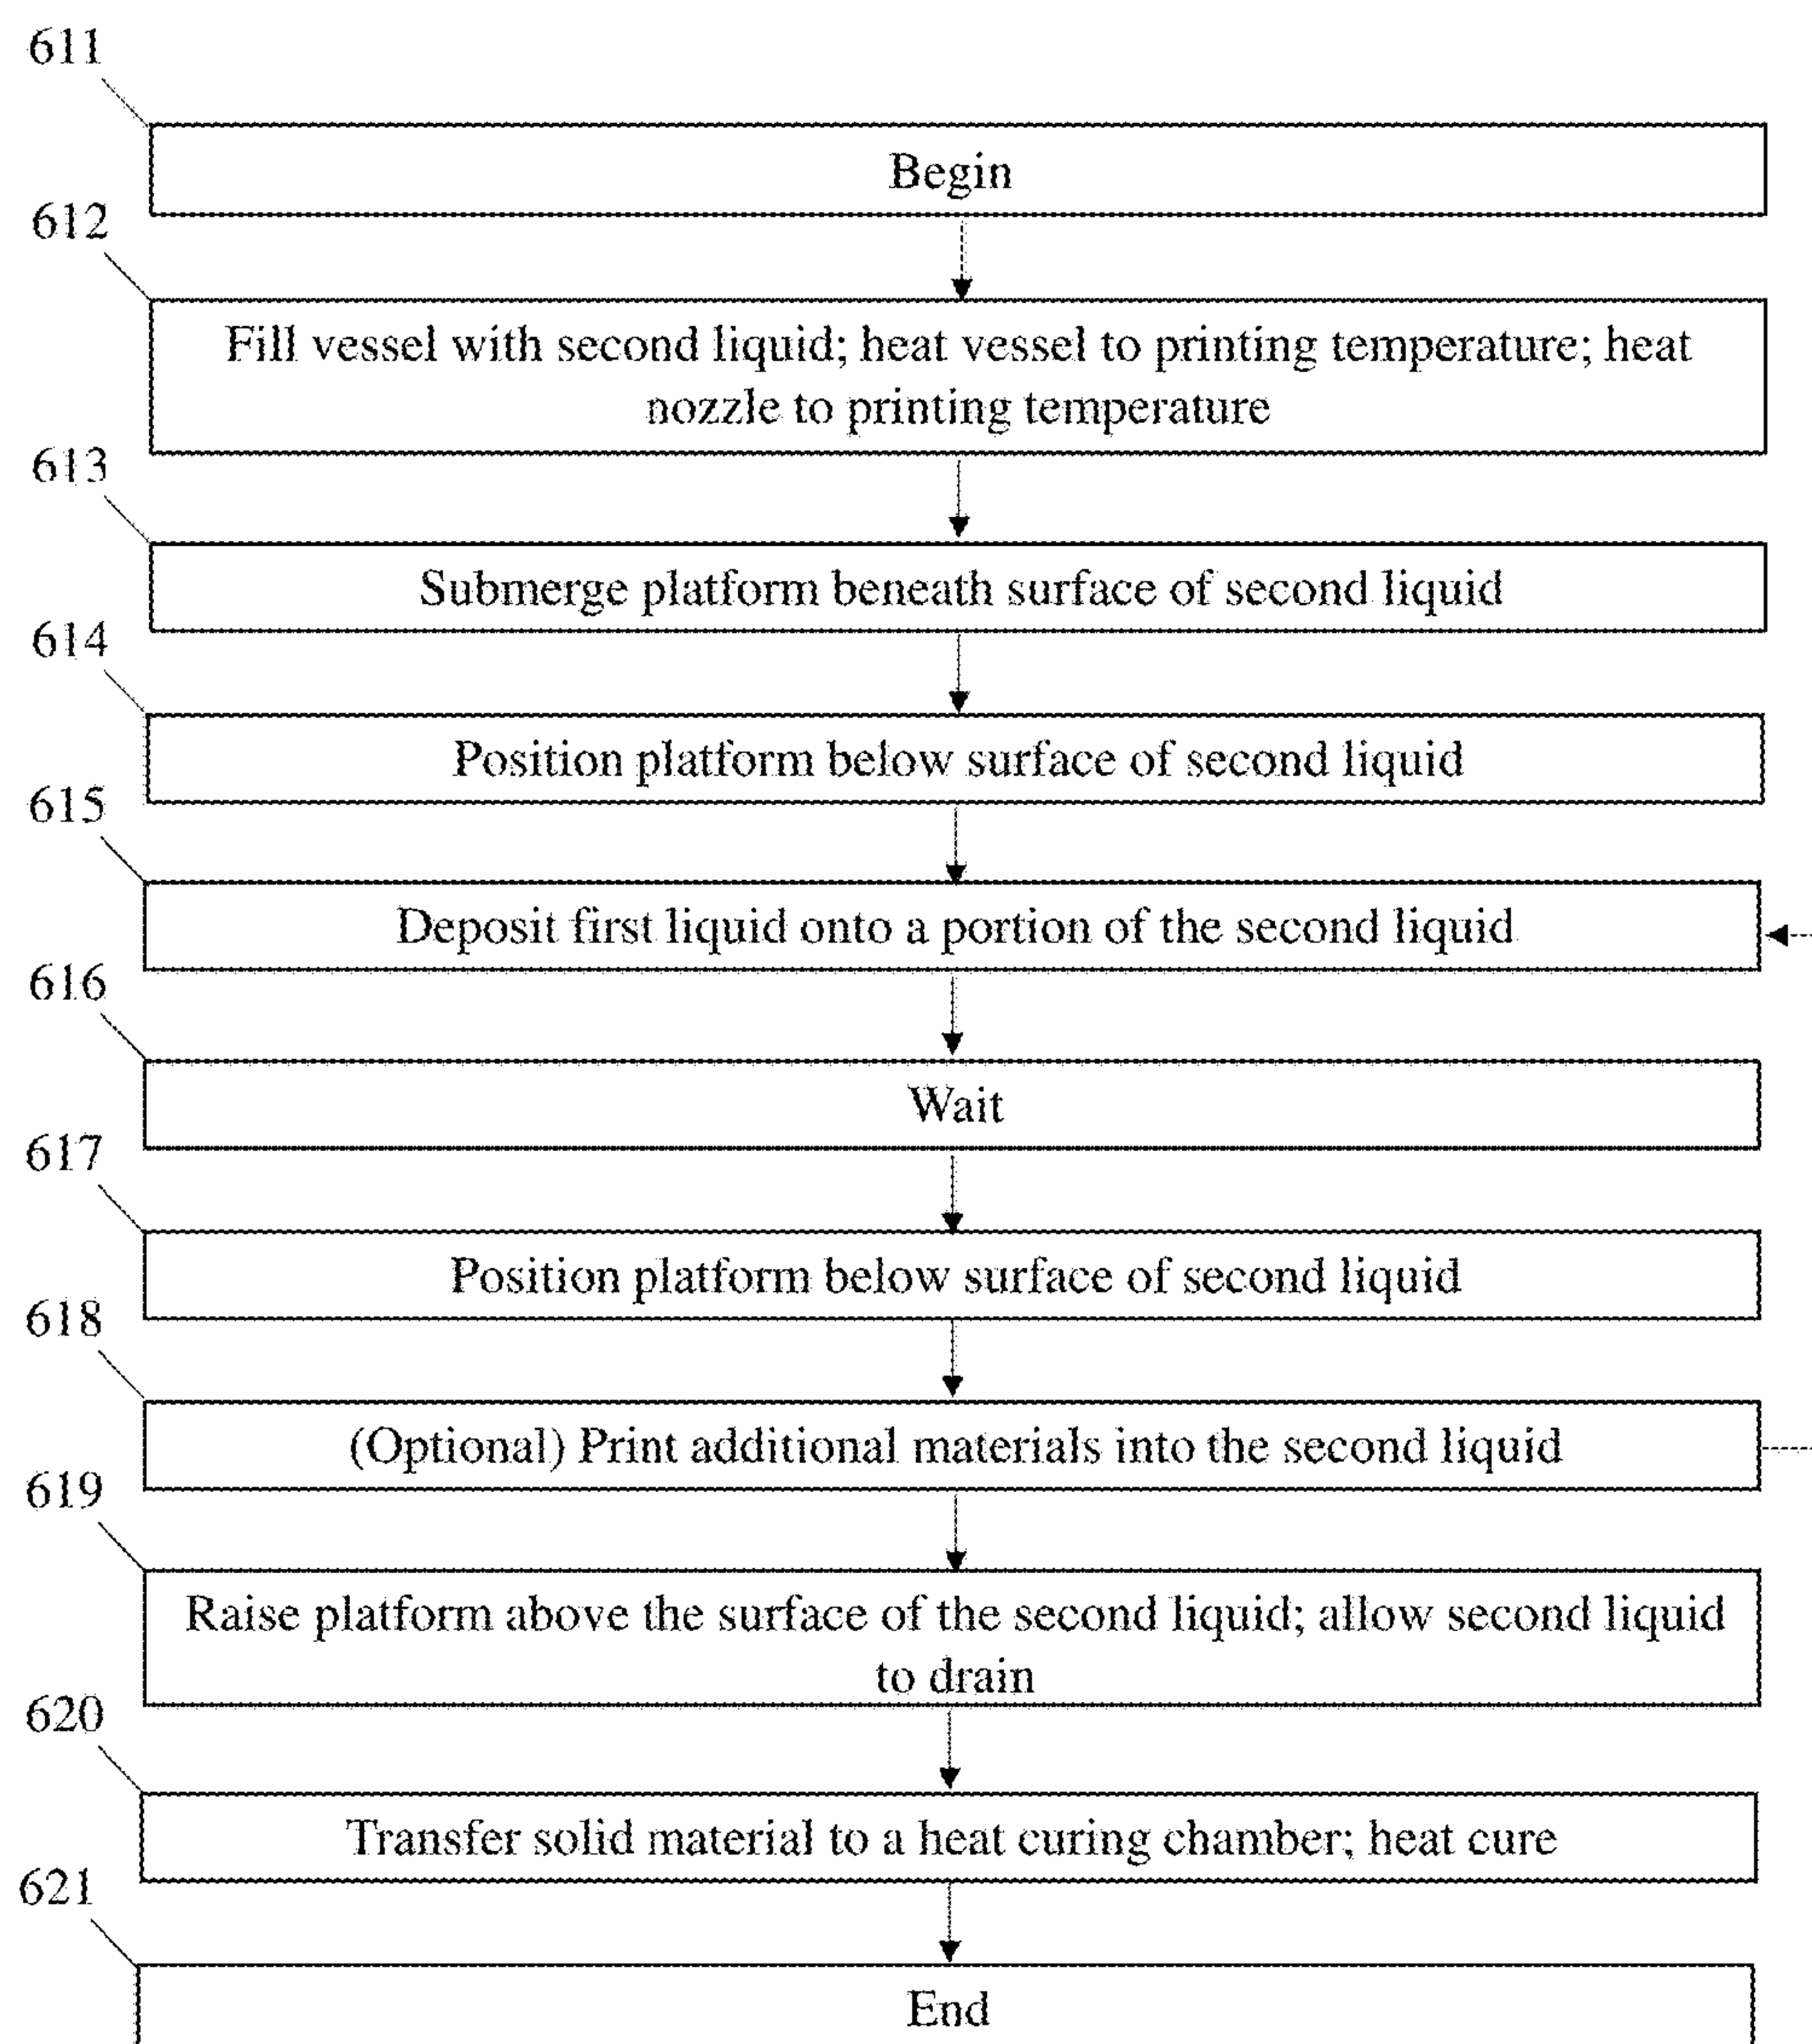 611
Begin
612
Fill vessel with second liquid; heat vessel to printing temperature; heat
nozzle to printing temperature
613
Submerge platform beneath surface of second liquid
614
Position platform below surface of second liquid
615
Deposit first liquid onto a portion of the second liquid
616
Wait
617
Position platform below surface of second liquid
618
(Optional) Print additional materials into the second liquid
619
Raise platform above the surface of the second liquid; allow second liquid
to drain
620
Transfer solid material to a heat curing chamber; heat cure
621
End